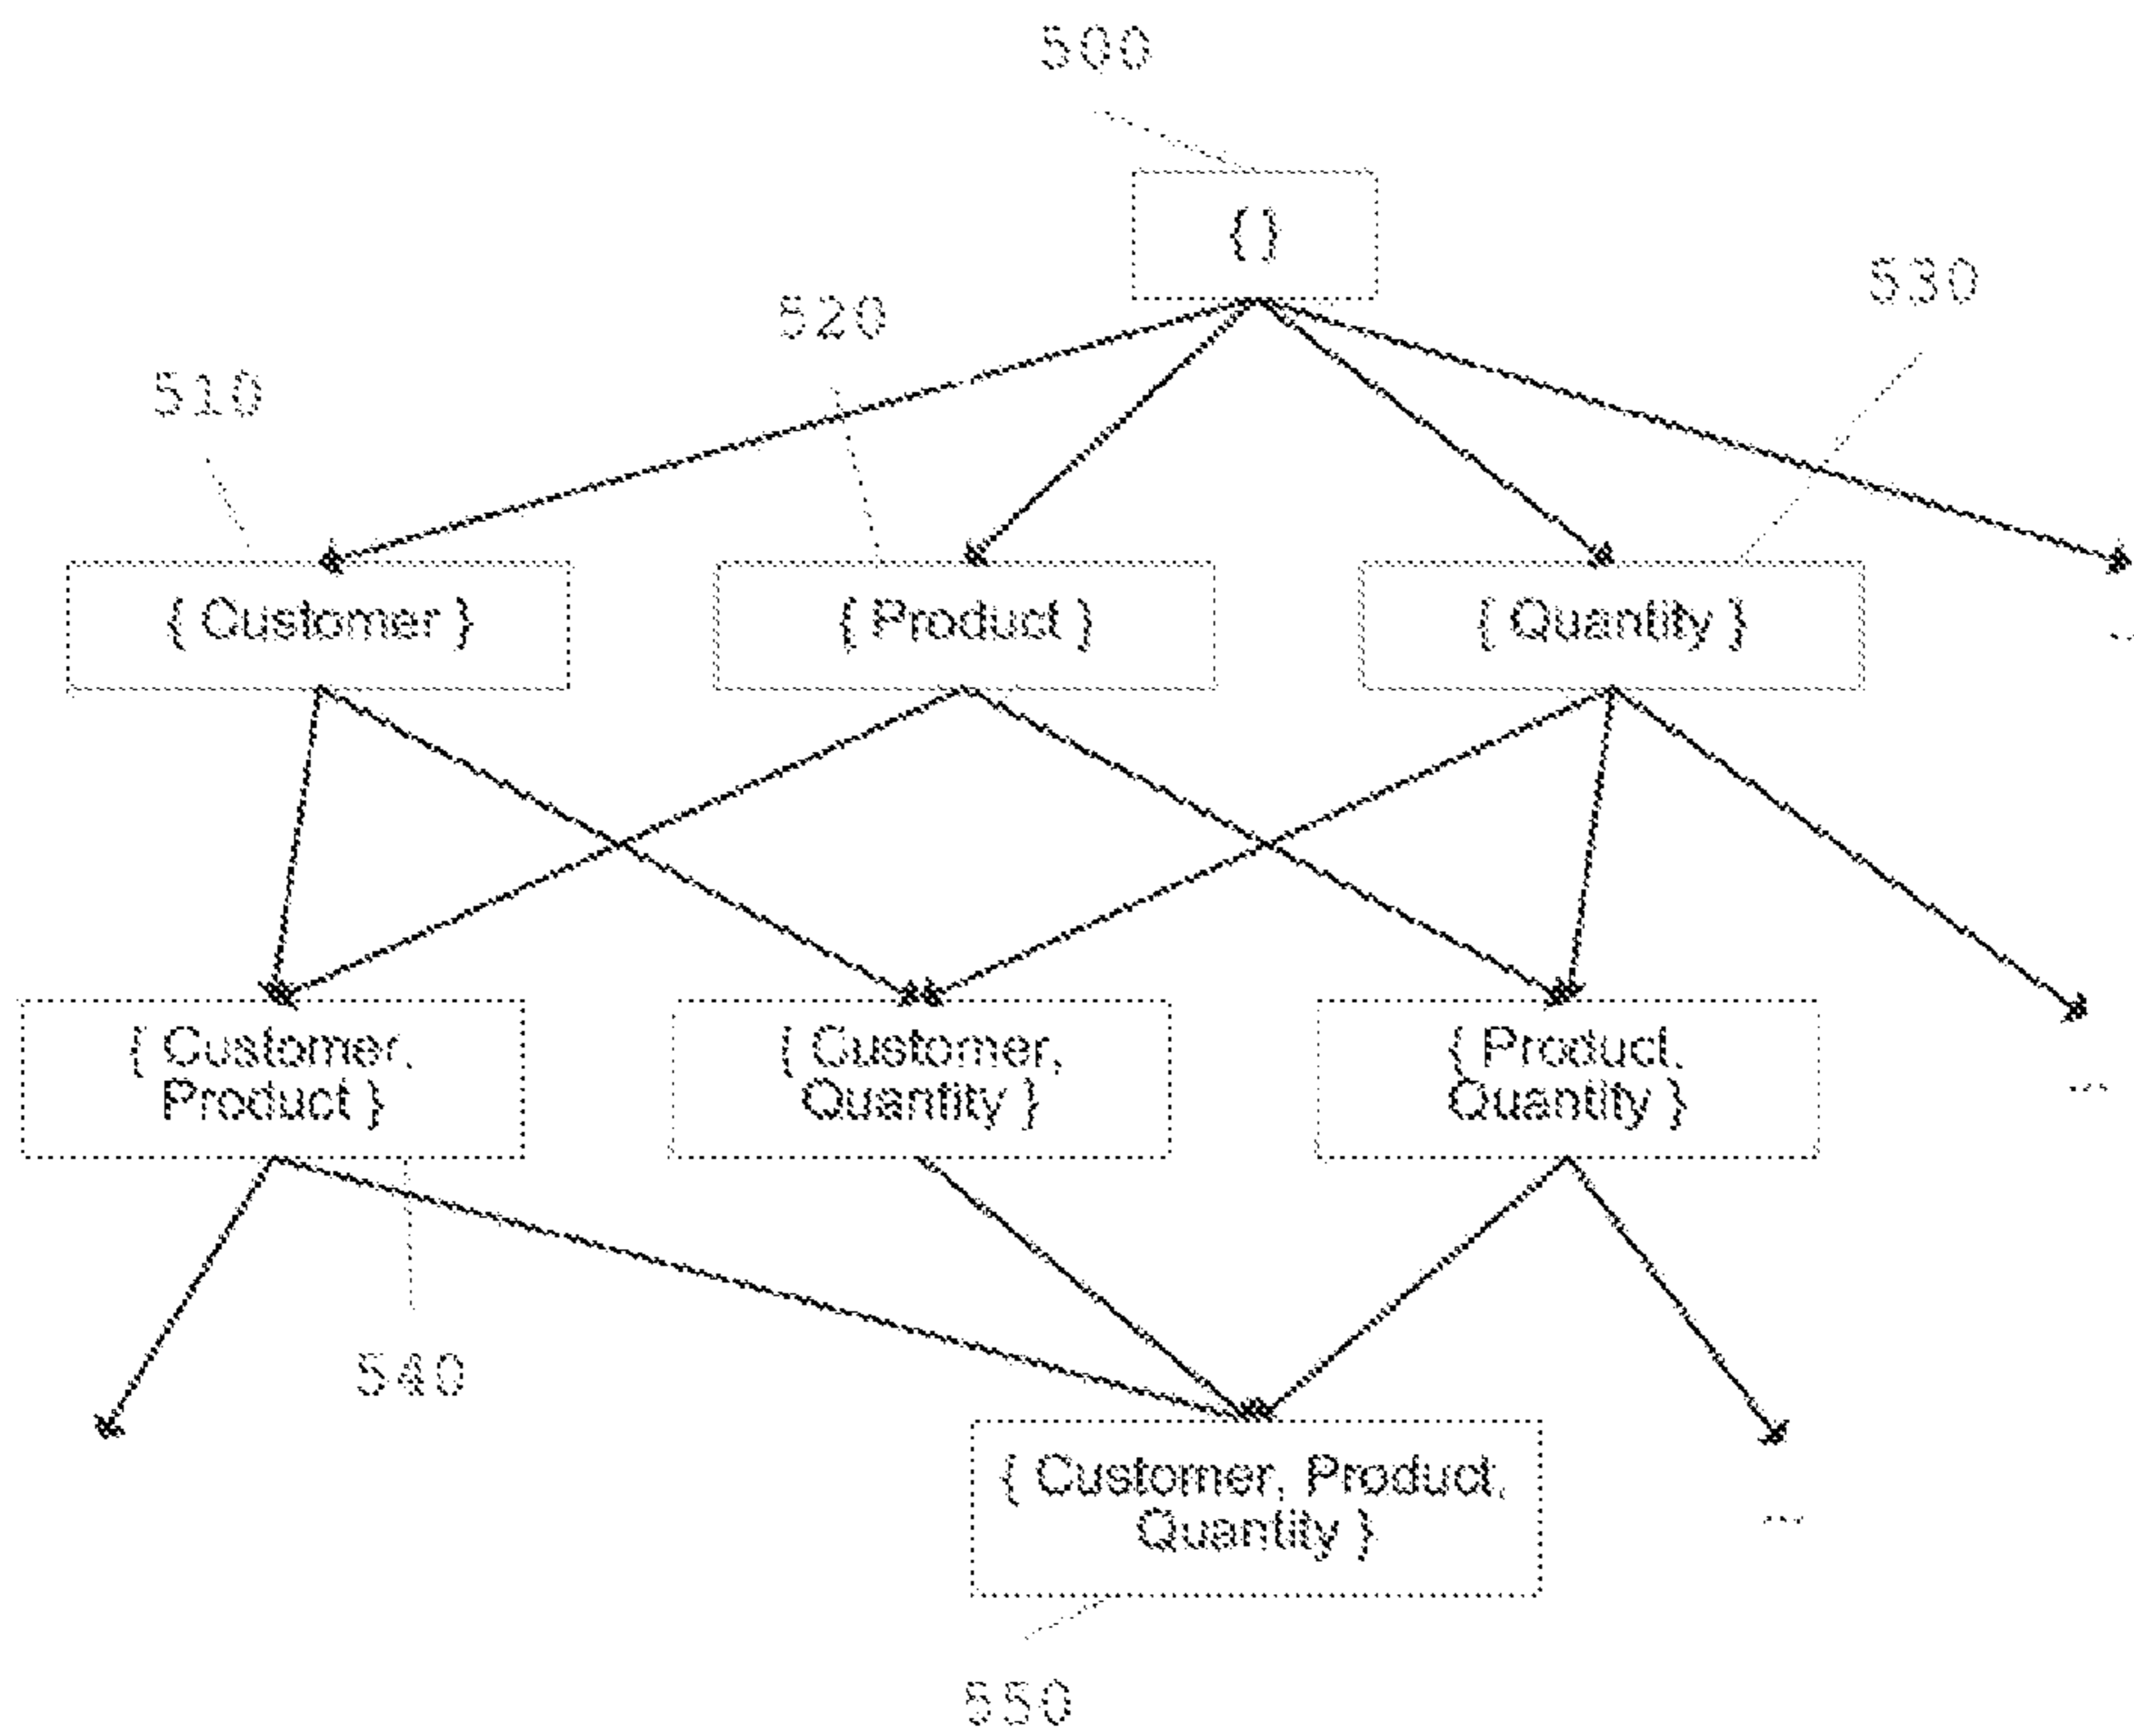 500
{ }
530
520
510
{ Customer }
{ Product }
{ Quantity }
...
{ Customer,
Product }
{ Customer,
Quantity }
{ Product,
Quantity }
...
540
{ Customer, Product,
Quantity }
...
550